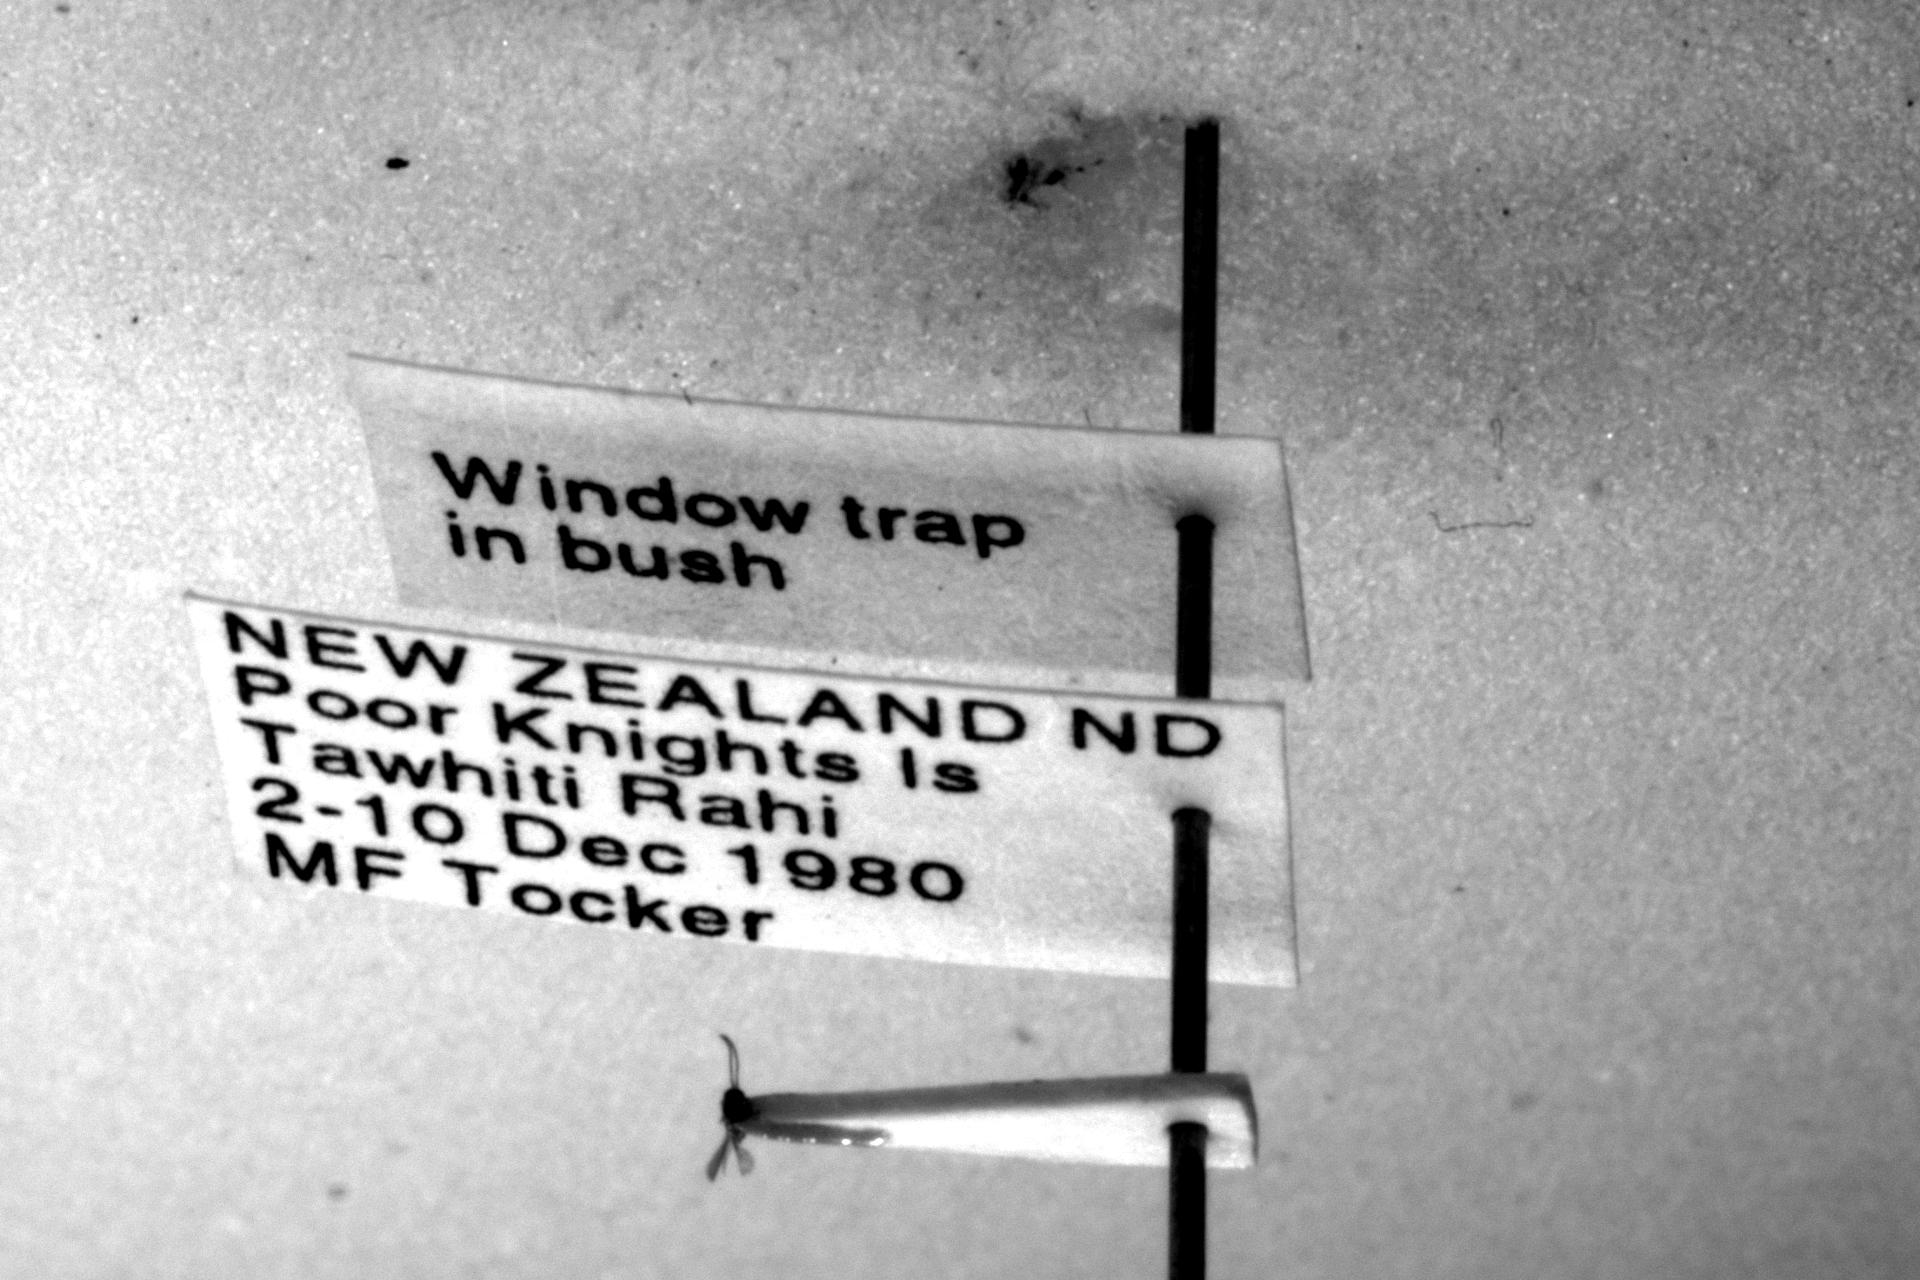 Window trap
in bush
NEW ZEALAND ND
Poor Knights Is
Tawhiti Rahi
2-10 Dec 1980
MF Tocker